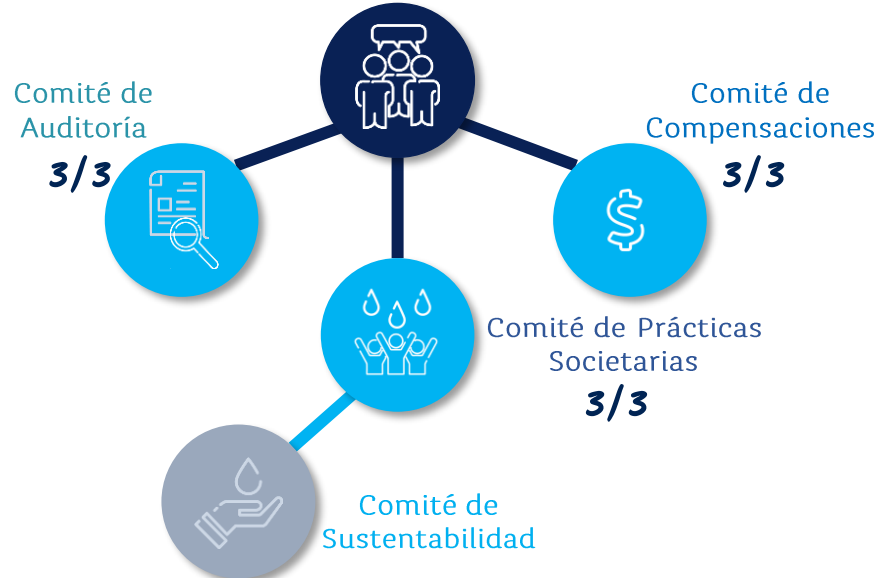 Comité de
Auditoría
3/3
Comité de
Compensaciones
3/3
Comité de Prácticas
Societarias
3/3
Comité de
Sustentabilidad